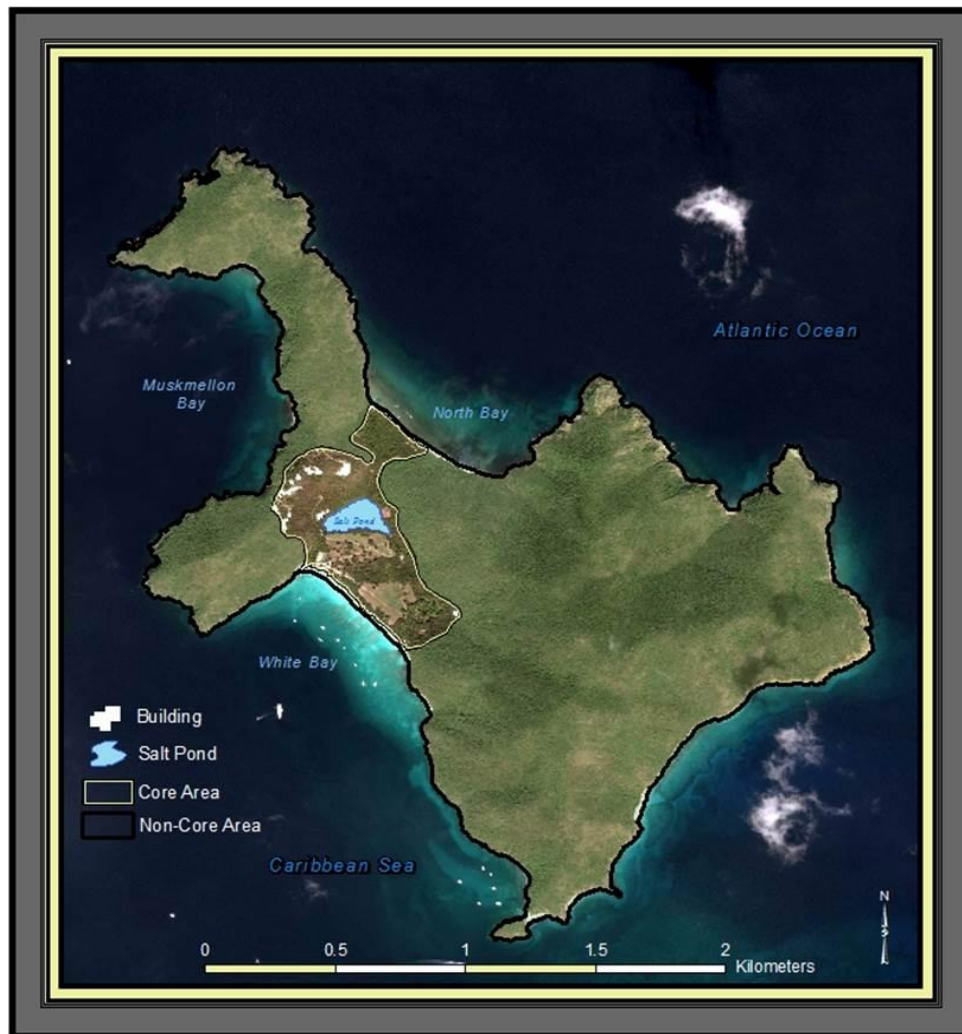 Atlantic Ocean
Muskmellon
Bay
North Bay
Salt Pond
White Bay
Building
Salt Pond
Core Area
Non-Core Area
Caribbean Sea
N
S
0 0.5 1 1.5 2
Kilometers